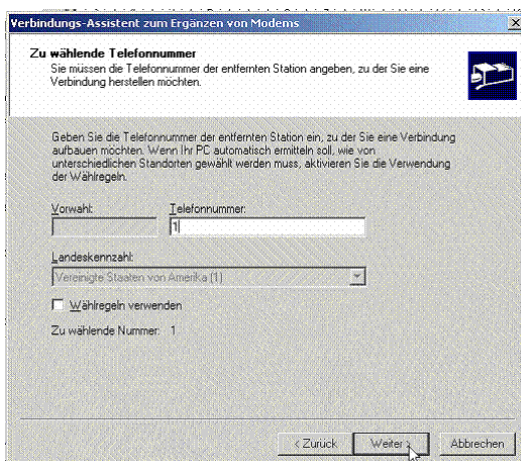 Verbindungs-Assistent zum Ergänzen von Modems
Zu wählende Telefonnummer
Sie müssen die Telefonnummer der entfernten Station angeben, zu der Sie eine
Verbindung herstellen möchten.
Geben Sie die Telefonnummer der entfernten Station ein, zu der Sie eine Verbindung
aufbauen möchten. Wenn Ihr PC automatisch ermitteln soll, wie von
unterschiedlichen Standorten gewählt werden muss, aktivieren Sie die Verwendung
der Wählregeln.
Vorwahl: Telefonnummer:
1
Landeskennzahl:
Vereinigte Staaten von Amerika (1)
Wählregeln verwenden
Zu wählende Nummer: 1
< Zurück Weiter > Abbrechen